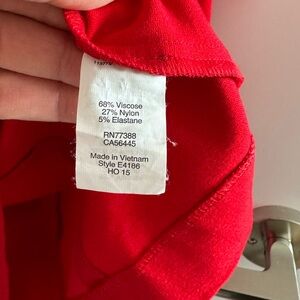 68% Viscose
27% Nylon
5% Elastane
RN77388
CA56445
Made in Vietnam
Style E4186
HO 15